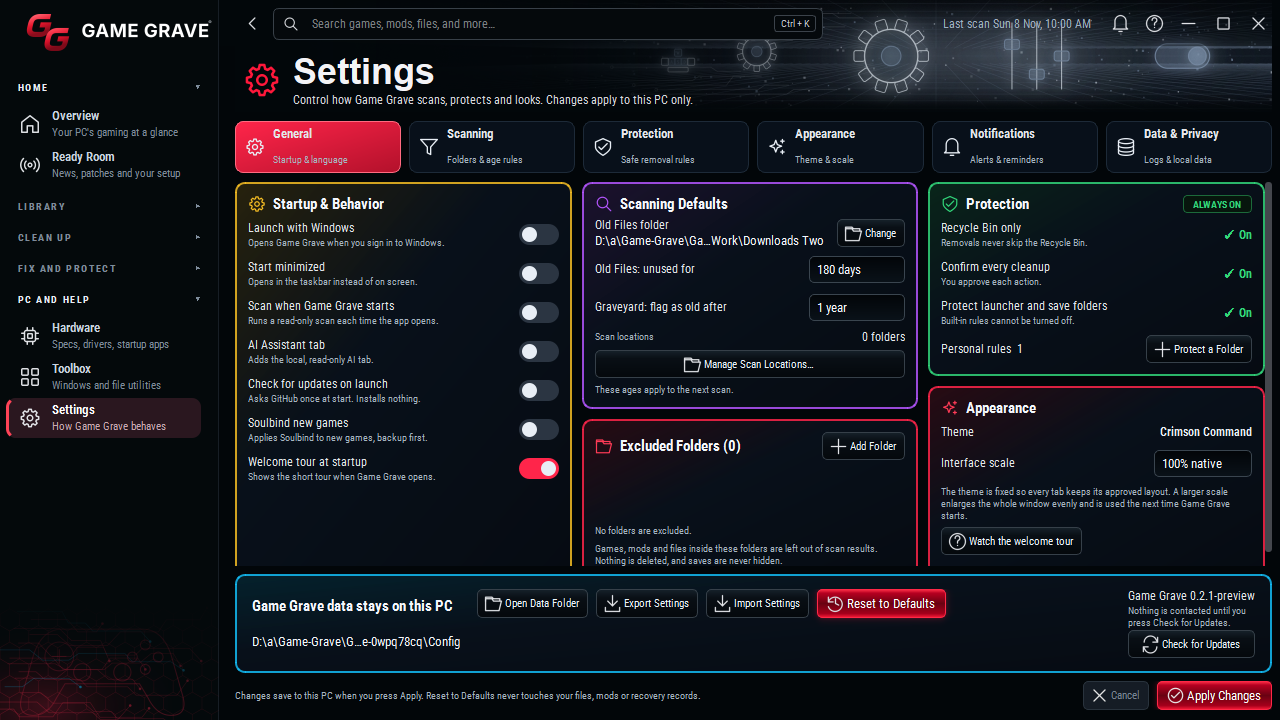 GAME GRAVE
Search games, mods, files, and more...
Ctrl + K
Last scan Sun 8 Nov, 10:00 AM
HOME
Overview
Your PC's gaming at a glance
Ready Room
News, patches and your setup
LIBRARY
CLEAN UP
FIX AND PROTECT
PC AND HELP
Hardware
Specs, drivers, startup apps
Toolbox
Windows and file utilities
Settings
How Game Grave behaves
Settings
Control how Game Grave scans, protects and looks. Changes apply to this PC only.
General
Startup & language
Scanning
Folders & age rules
Protection
Safe removal rules
Appearance
Theme & scale
Notifications
Alerts & reminders
Data & Privacy
Logs & local data
Startup & Behavior
Launch with Windows
Opens Game Grave when you sign in to Windows.
Start minimized
Opens in the taskbar instead of on screen.
Scan when Game Grave starts
Runs a read-only scan each time the app opens.
AI Assistant tab
Adds the local, read-only AI tab.
Check for updates on launch
Asks GitHub once at start. Installs nothing.
Soulbind new games
Applies Soulbind to new games, backup first.
Welcome tour at startup
Shows the short tour when Game Grave opens.
Scanning Defaults
Old Files folder
D:\a\Game-Grave\Ga...Work\Downloads Two
Change
Old Files: unused for
180 days
Graveyard: flag as old after
1 year
Scan locations
0 folders
Manage Scan Locations...
These ages apply to the next scan.
Excluded Folders (0)
Add Folder
No folders are excluded.
Games, mods and files inside these folders are left out of scan results.
Nothing is deleted, and saves are never hidden.
Protection
ALWAYS ON
Recycle Bin only
Removals never skip the Recycle Bin.
✓ On
Confirm every cleanup
You approve each action.
✓ On
Protect launcher and save folders
Built-in rules cannot be turned off.
✓ On
Personal rules 1
Protect a Folder
Appearance
Theme
Crimson Command
Interface scale
100% native
The theme is fixed so every tab keeps its approved layout. A larger scale
enlarges the whole window evenly and is used the next time Game Grave
starts.
Watch the welcome tour
Game Grave data stays on this PC
Open Data Folder
Export Settings
Import Settings
Reset to Defaults
D:\a\Game-Grave\G...e-0wpq78cq\Config
Game Grave 0.2.1-preview
Nothing is contacted until you
press Check for Updates.
Check for Updates
Changes save to this PC when you press Apply. Reset to Defaults never touches your files, mods or recovery records.
Cancel
Apply Changes